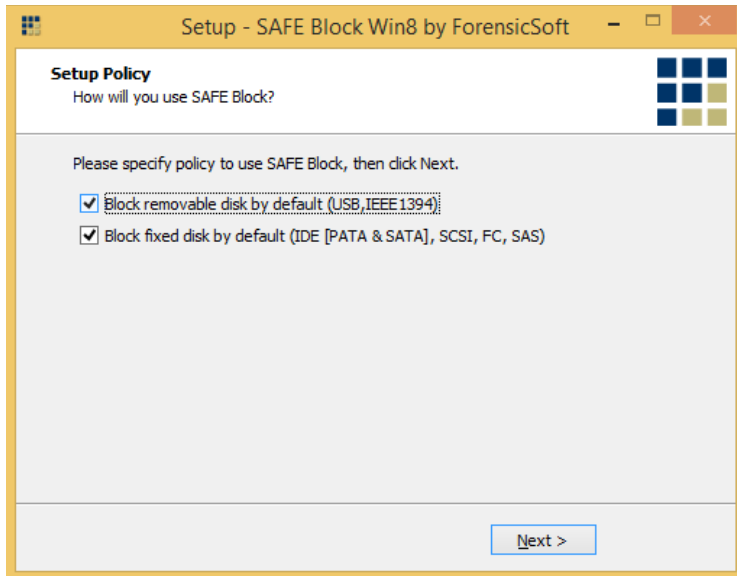 Setup - SAFE Block Win8 by ForensicSoft
Setup Policy
How will you use SAFE Block?
Please specify policy to use SAFE Block, then click Next.
Block removable disk by default (USB,IEEE1394)
Block fixed disk by default (IDE [PATA & SATA], SCSI, FC, SAS)
Next >